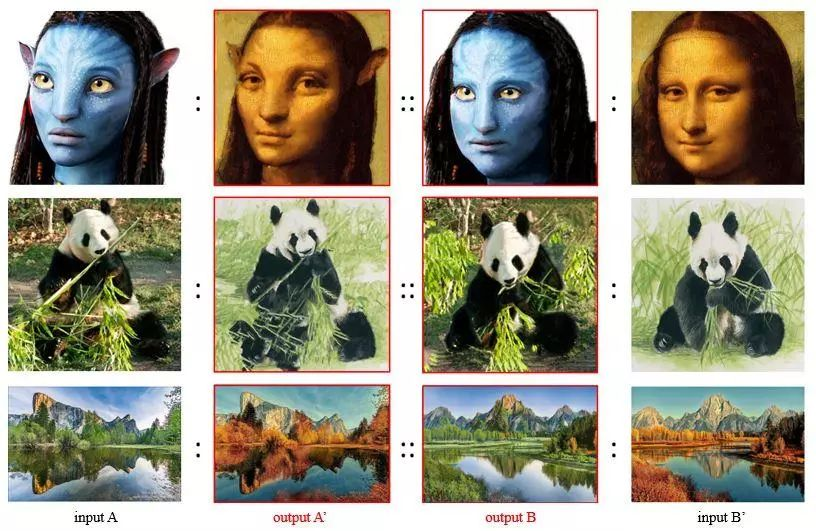 : :: :
: :: :
: :: :
input A output A’ output B input B’